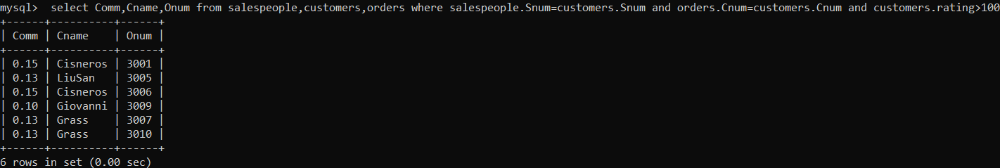 mysql>  select Comm,Cname,Onum from salespeople,customers,orders where salespeople.Snum=customers.Snum and orders.Cnum=customers.Cnum and customers.rating>100
+------+----------+------+
| Comm | Cname    | Onum |
+------+----------+------+
| 0.15 | Cisneros | 3001 |
| 0.13 | LiuSan   | 3005 |
| 0.15 | Cisneros | 3006 |
| 0.10 | Giovanni | 3009 |
| 0.13 | Grass    | 3007 |
| 0.13 | Grass    | 3010 |
+------+----------+------+
6 rows in set (0.00 sec)